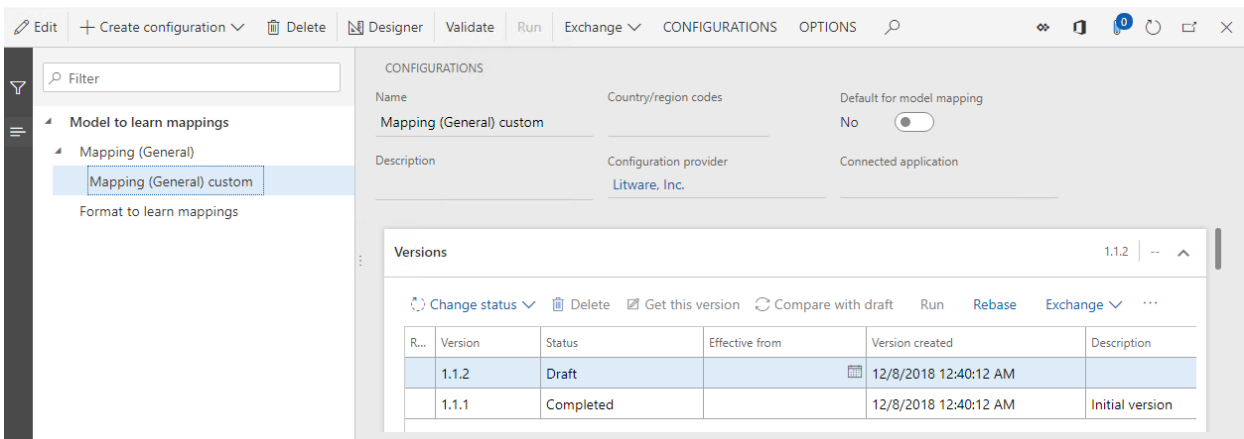 Edit + Create configuration Delete Designer Validate Run Exchange CONFIGURATIONS OPTIONS 0
Filter
Model to learn mappings
Mapping (General)
Mapping (General) custom
Format to learn mappings
CONFIGURATIONS
Name Country/region codes Default for model mapping
Mapping (General) custom No
Description Configuration provider Connected application
Litware, Inc.
Versions 1.1.2 --
Change status Delete Get this version Compare with draft Run Rebase Exchange ...
R... Version Status Effective from Version created Description
1.1.2 Draft 12/8/2018 12:40:12 AM
1.1.1 Completed 12/8/2018 12:40:12 AM Initial version